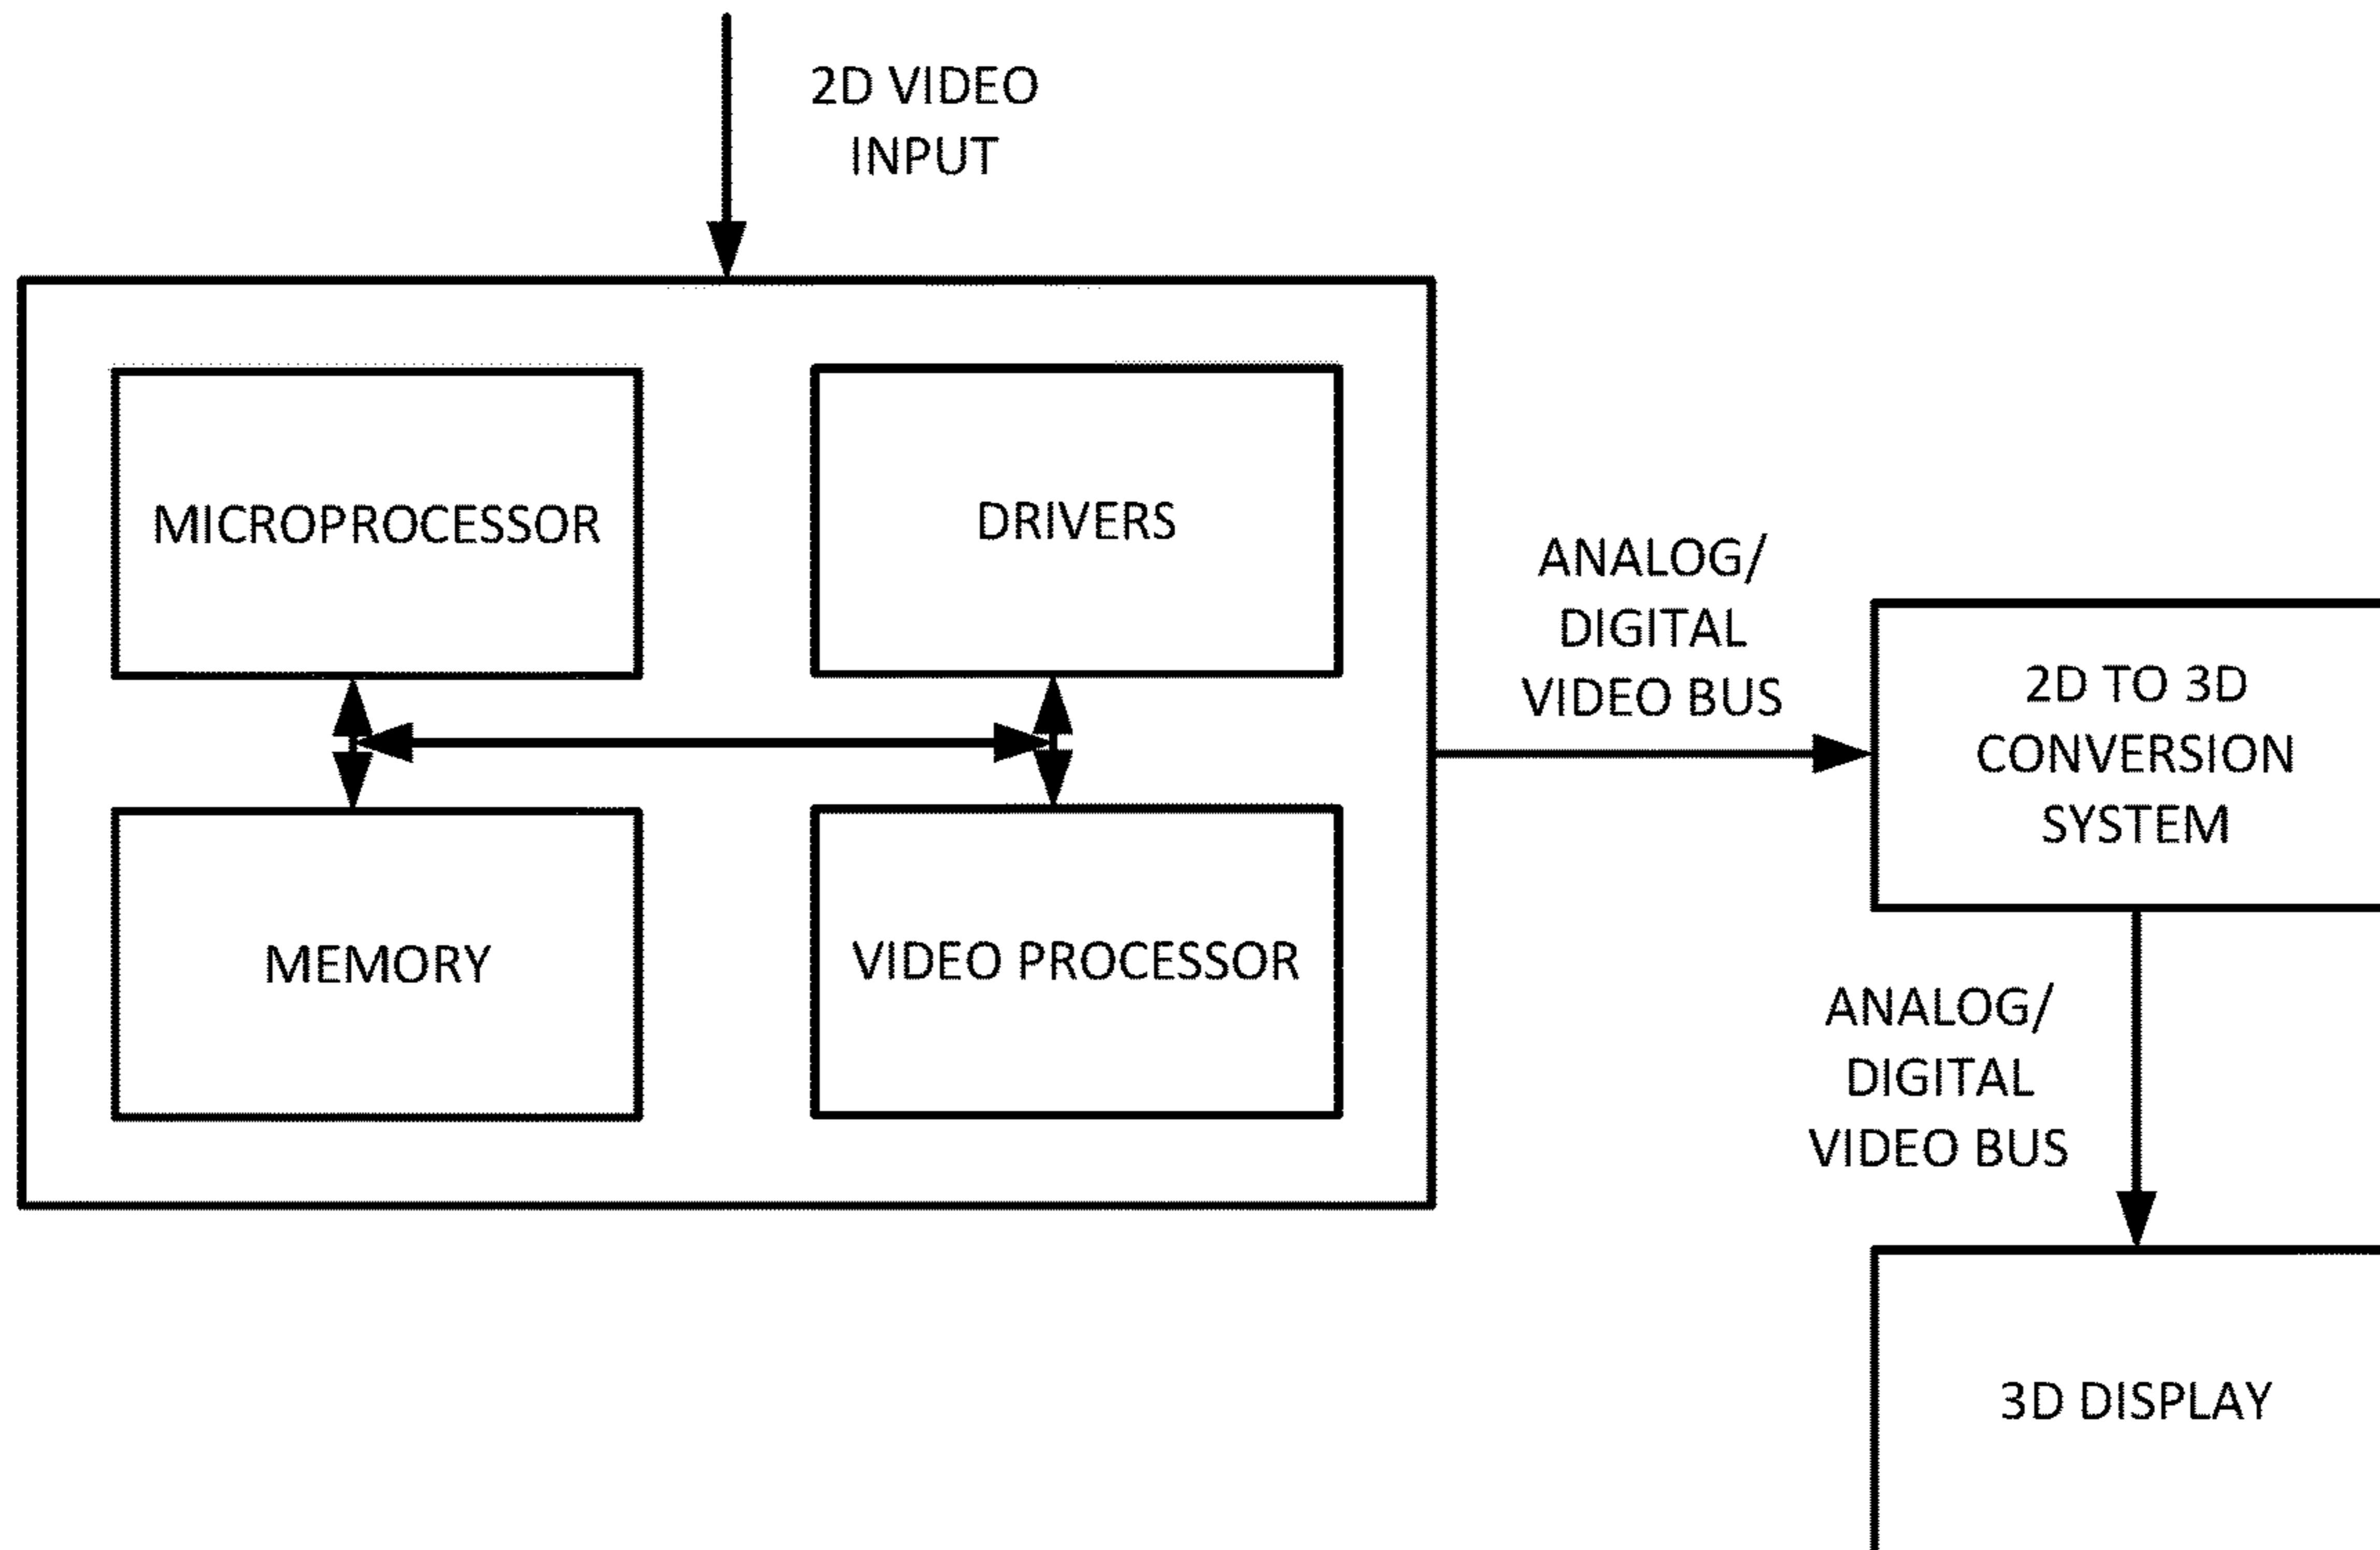 2D VIDEO
INPUT
MICROPROCESSOR
DRIVERS
MEMORY
VIDEO PROCESSOR
ANALOG/
DIGITAL
VIDEO BUS
2D TO 3D
CONVERSION
SYSTEM
ANALOG/
DIGITAL
VIDEO BUS
3D DISPLAY